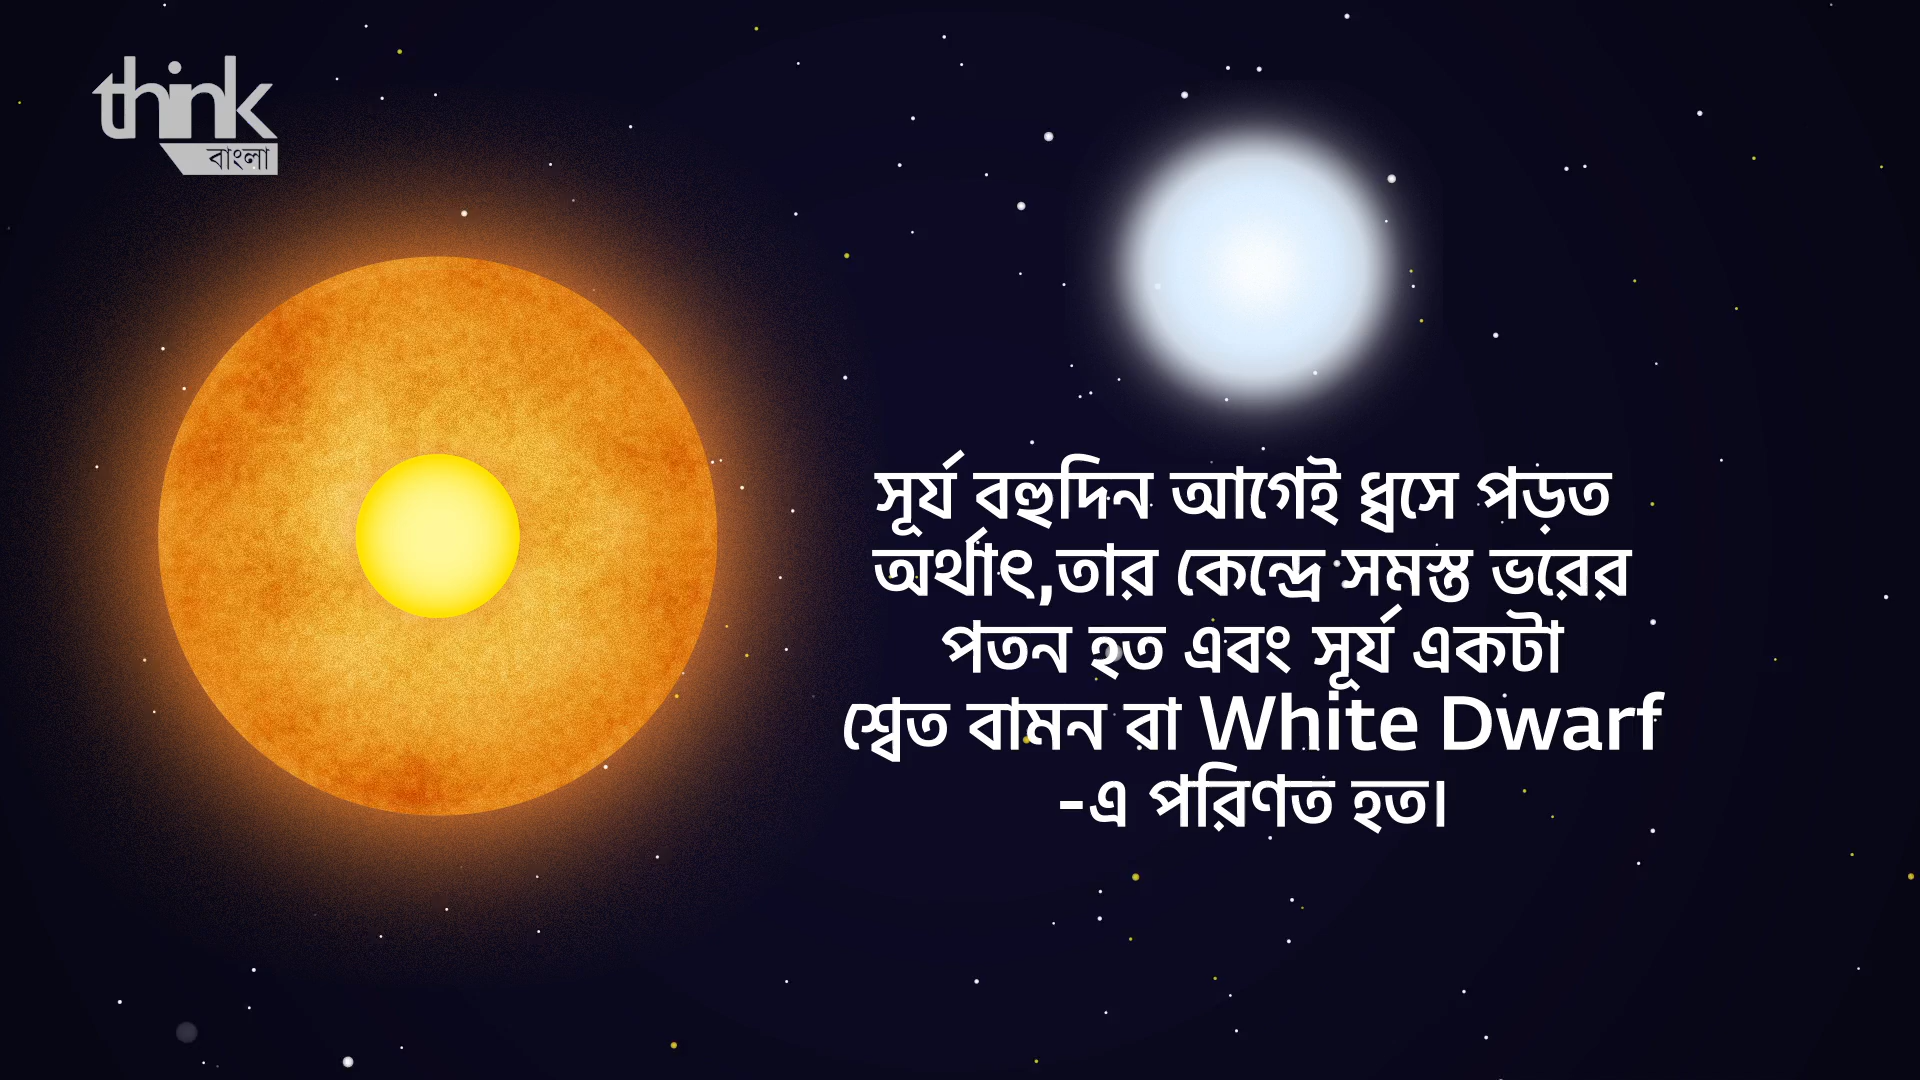 think
বাংলা
সূর্য বহুদিন আগেই ধ্বসে পড়ত
অর্থাৎ,তার কেন্দ্রে সমস্ত ভরের
পতন হত এবং সূর্য একটা
শ্বেত বামন বা White Dwarf
-এ পরিণত হত।